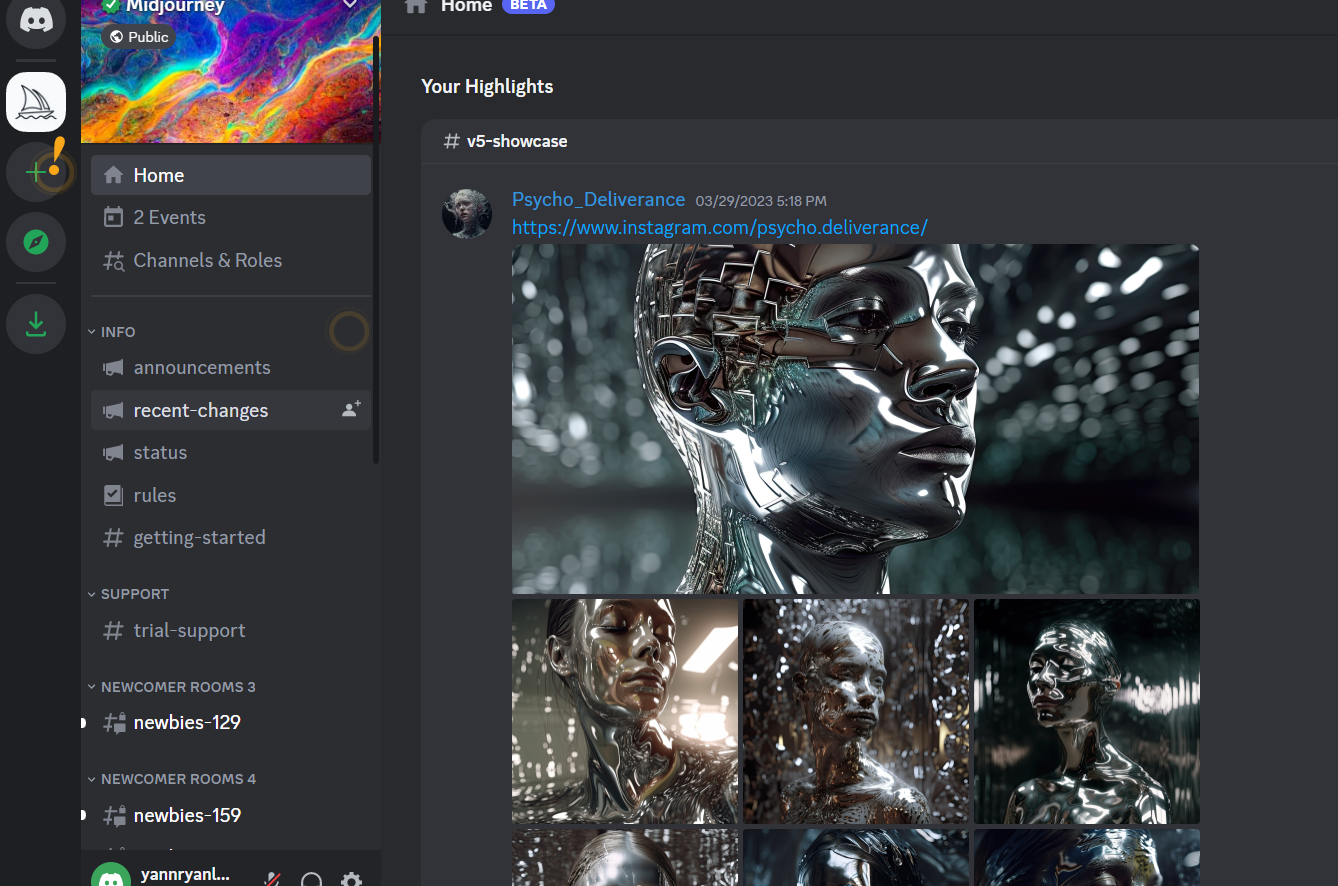 Midjourney
Public
Home
2 Events
Channels & Roles
INFO
announcements
recent-changes
status
rules
getting-started
SUPPORT
trial-support
NEWCOMER ROOMS 3
newbies-129
NEWCOMER ROOMS 4
newbies-159
yannryanl...
Home BETA
Your Highlights
v5-showcase
Psycho_Deliverance 03/29/2023 5:18 PM
https://www.instagram.com/psycho.deliverance/